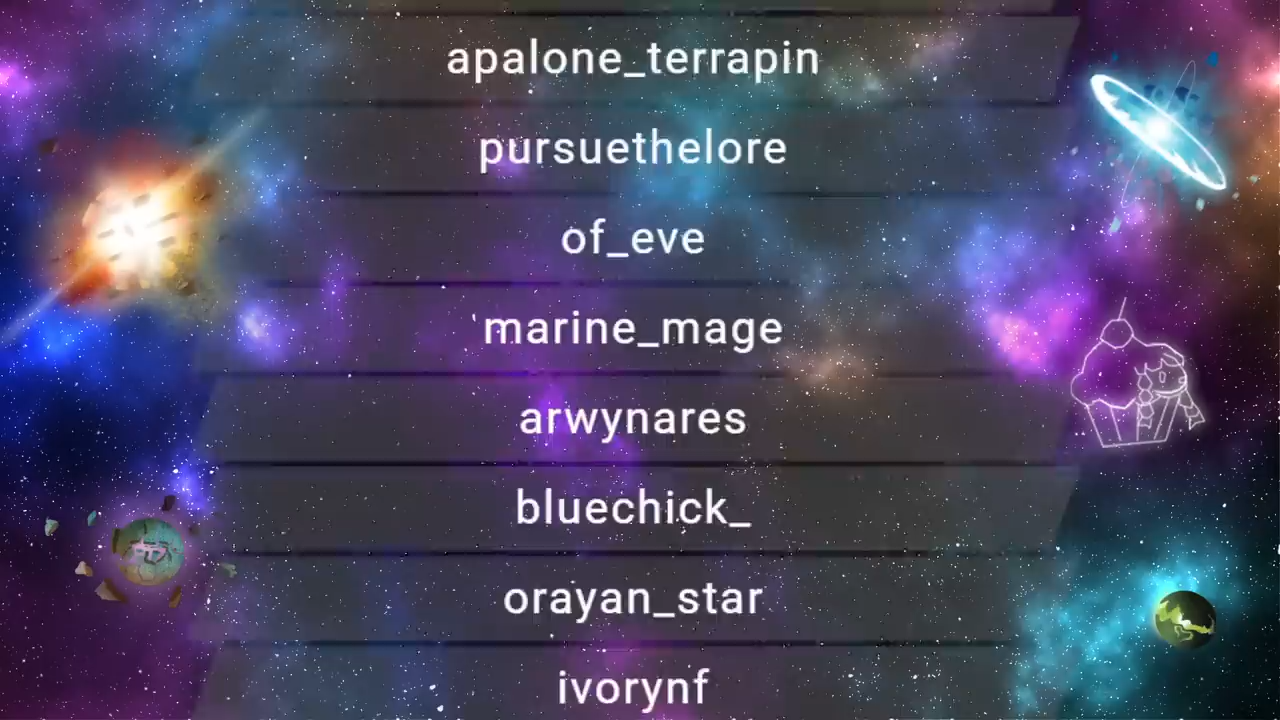 apalone_terrapin
pursuethelore
of_eve
marine_mage
arwynares
bluechick_
orayan_star
ivorynf